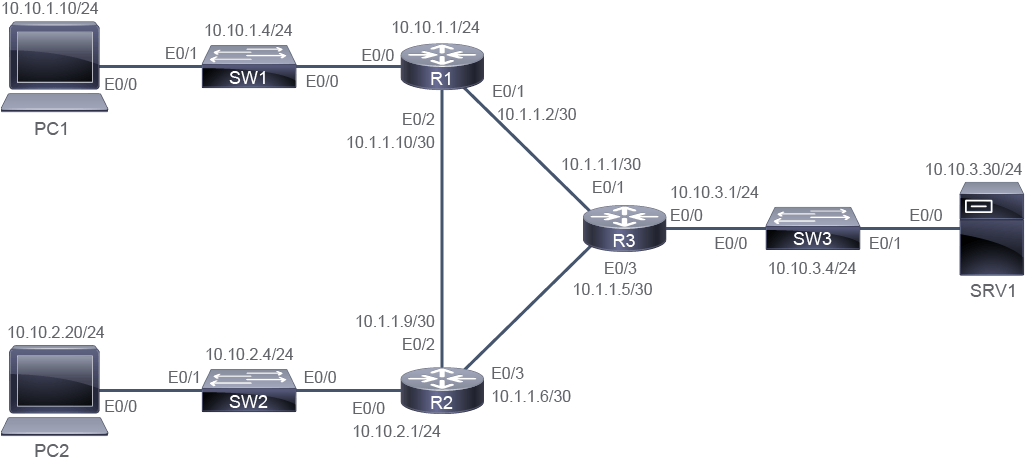 10.10.1.10/24
PC1
E0/0
E0/1
10.10.1.4/24
SW1
E0/0
E0/0
10.10.1.1/24
R1
E0/1
10.1.1.2/30
E0/2
10.1.1.10/30
10.1.1.1/30
E0/1
R3
10.10.3.1/24
E0/0
E0/3
10.1.1.5/30
E0/0
SW3
E0/1
10.10.3.4/24
10.10.3.30/24
E0/0
SRV1
10.1.1.9/30
E0/2
10.10.2.20/24
E0/0
PC2
10.10.2.4/24
E0/1
SW2
E0/0
E0/0
10.10.2.1/24
R2
E0/3
10.1.1.6/30